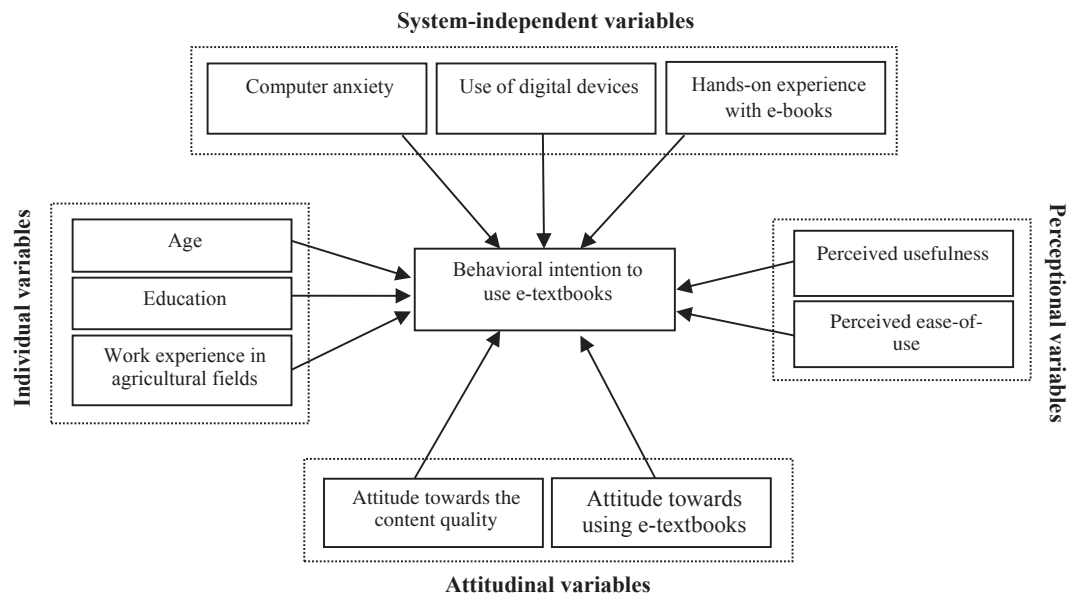 System-independent variables
Computer anxiety
Use of digital devices
Hands-on experience
with e-books
Individual variables
Age
Education
Work experience in
agricultural fields
Behavioral intention to
use e-textbooks
Perceived usefulness
Perceived ease-of-
use
Perceptional variables
Attitude towards the
content quality
Attitude towards
using e-textbooks
Attitudinal variables